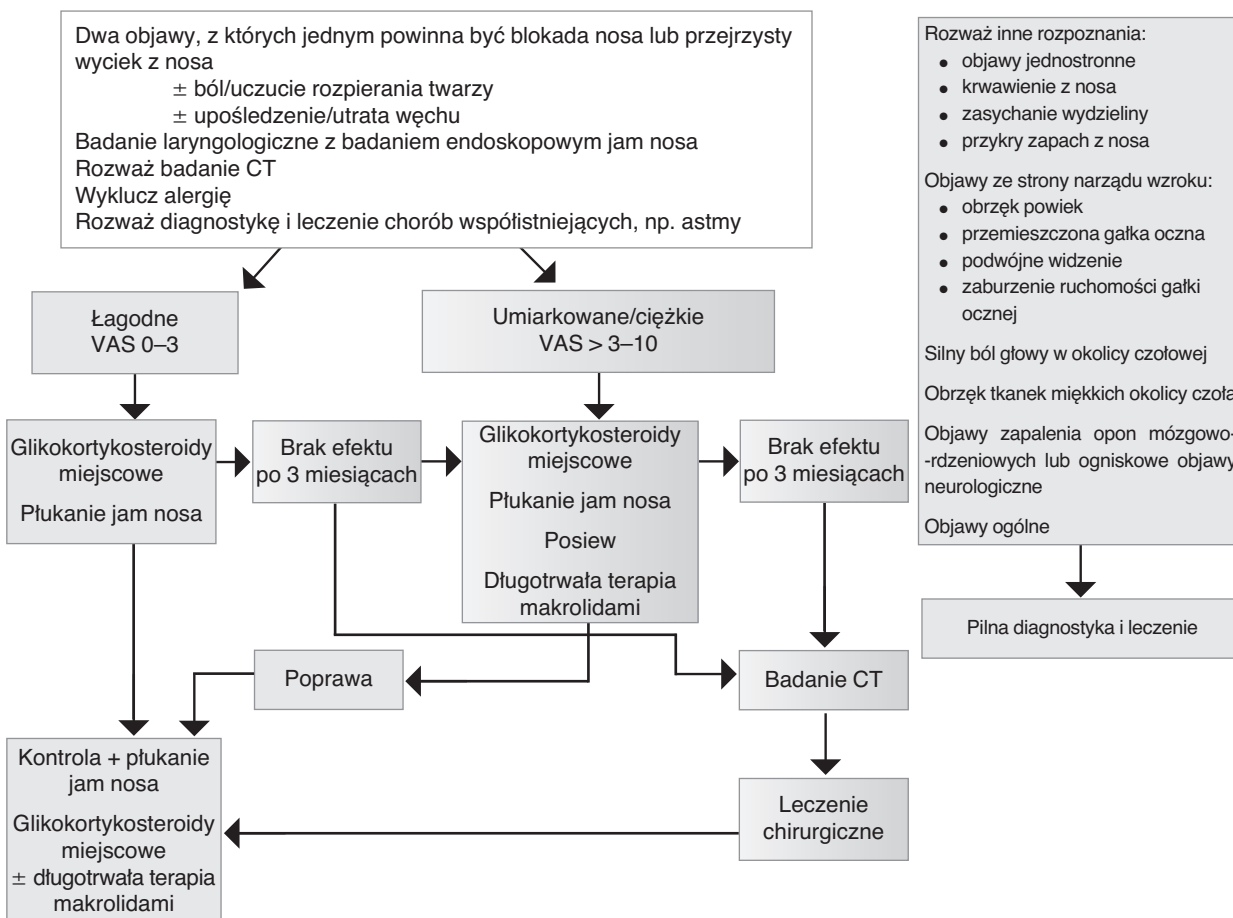 Dwa objawy, z których jednym powinna być blokada nosa lub przejrzysty
wyciek z nosa
± ból/uczucie rozpierania twarzy
± upośledzenie/utrata węchu
Badanie laryngologiczne z badaniem endoskopowym jam nosa
Rozważ badanie CT
Wyklucz alergię
Rozważ diagnostykę i leczenie chorób współistniejących, np. astmy
Łagodne
VAS 0–3
Umiarkowane/ciężkie
VAS > 3–10
Glikokortykosteroidy
miejscowe
Płukanie jam nosa
Brak efektu
po 3 miesiącach
Glikokortykosteroidy
miejscowe
Płukanie jam nosa
Posiew
Długotrwała terapia
makrolidami
Brak efektu
po 3 miesiącach
Poprawa
Badanie CT
Kontrola + płukanie
jam nosa
Glikokortykosteroidy
miejscowe
± długotrwała terapia
makrolidami
Leczenie
chirurgiczne
Rozważ inne rozpoznania:
● objawy jednostronne
● krwawienie z nosa
● zasychanie wydzieliny
● przykry zapach z nosa
Objawy ze strony narządu wzroku:
● obrzęk powiek
● przemieszczona gałka oczna
● podwójne widzenie
● zaburzenie ruchomości gałki
ocznej
Silny ból głowy w okolicy czołowej
Obrzęk tkanek miękkich okolicy czoła
Objawy zapalenia opon mózgowo-
-rdzeniowych lub ogniskowe objawy
neurologiczne
Objawy ogólne
Pilna diagnostyka i leczenie